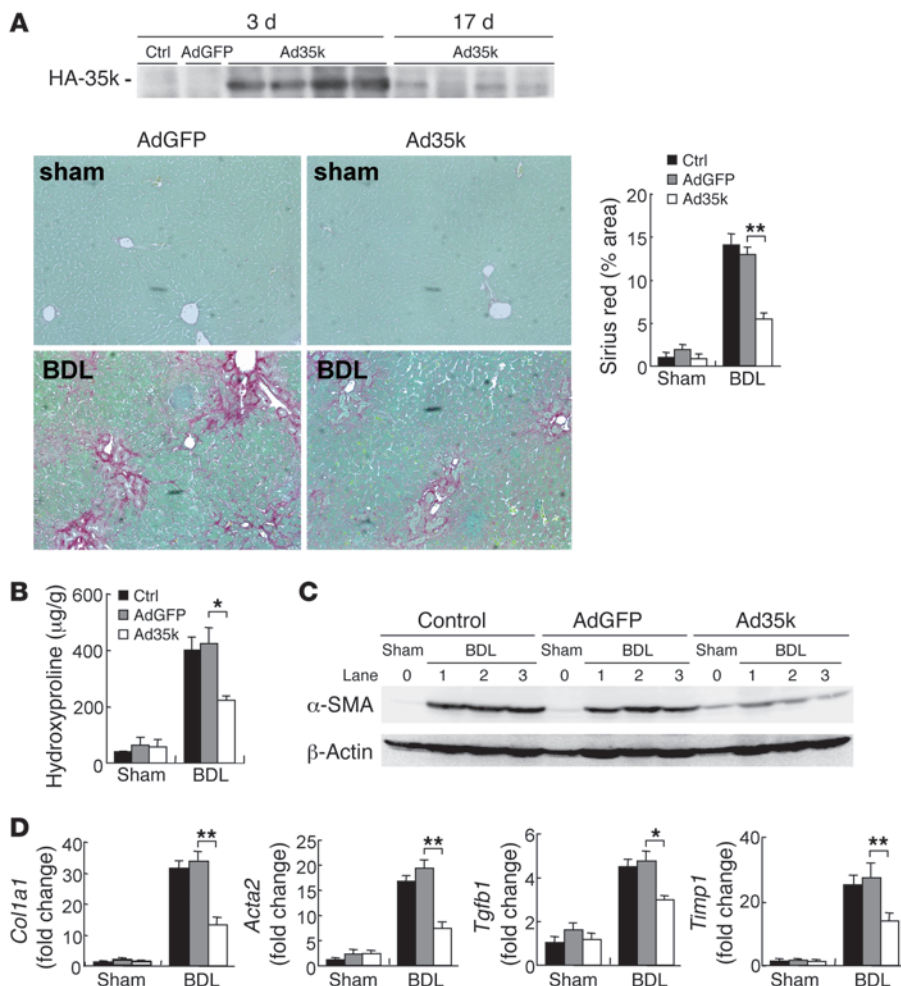 A
3 d 17 d
Ctrl AdGFP Ad35k Ad35k
HA-35k -
AdGFP Ad35k
sham sham
BDL BDL
Ctrl
AdGFP
Ad35k
Sirius red (% area)
20
15
10
5
0
**
Sham BDL
B
Hydroxyproline (μg/g)
600
400
200
0
Ctrl
AdGFP
Ad35k
*
Sham BDL
C
Control AdGFP Ad35k
Sham BDL Sham BDL Sham BDL
Lane 0 1 2 3 0 1 2 3 0 1 2 3
α-SMA
β-Actin
D
Col1a1
(fold change)
40
30
20
10
0
**
Sham BDL
Acta2
(fold change)
25
20
15
10
5
0
**
Sham BDL
Tgfb1
(fold change)
6
4
2
0
*
Sham BDL
Timp1
(fold change)
40
20
0
**
Sham BDL